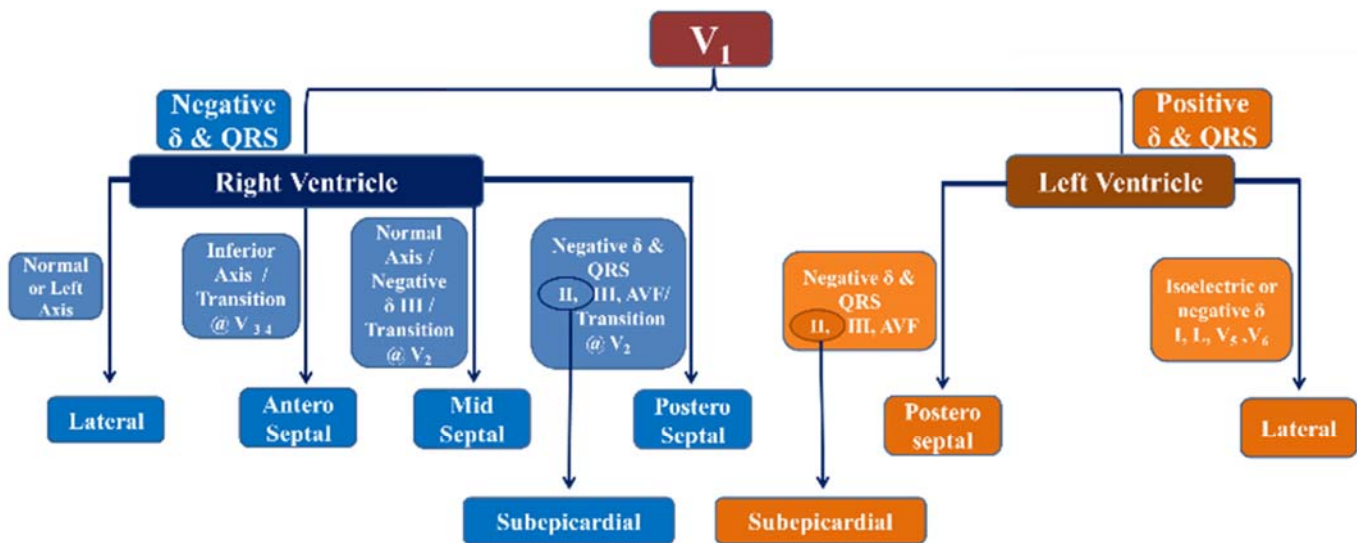 V₁
Negative
δ & QRS
Positive
δ & QRS
Right Ventricle
Left Ventricle
Normal
or Left
Axis
Inferior
Axis /
Transition
@ V ₃ ₄
Normal
Axis /
Negative
δ III /
Transition
@ V₂
Negative δ &
QRS
II, III, AVF/
Transition
@ V₂
Negative δ &
QRS
II, III, AVF
Isoelectric or
negative δ
I, L, V₅ ,V₆
Lateral
Antero
Septal
Mid
Septal
Postero
Septal
Postero
septal
Lateral
Subepicardial
Subepicardial